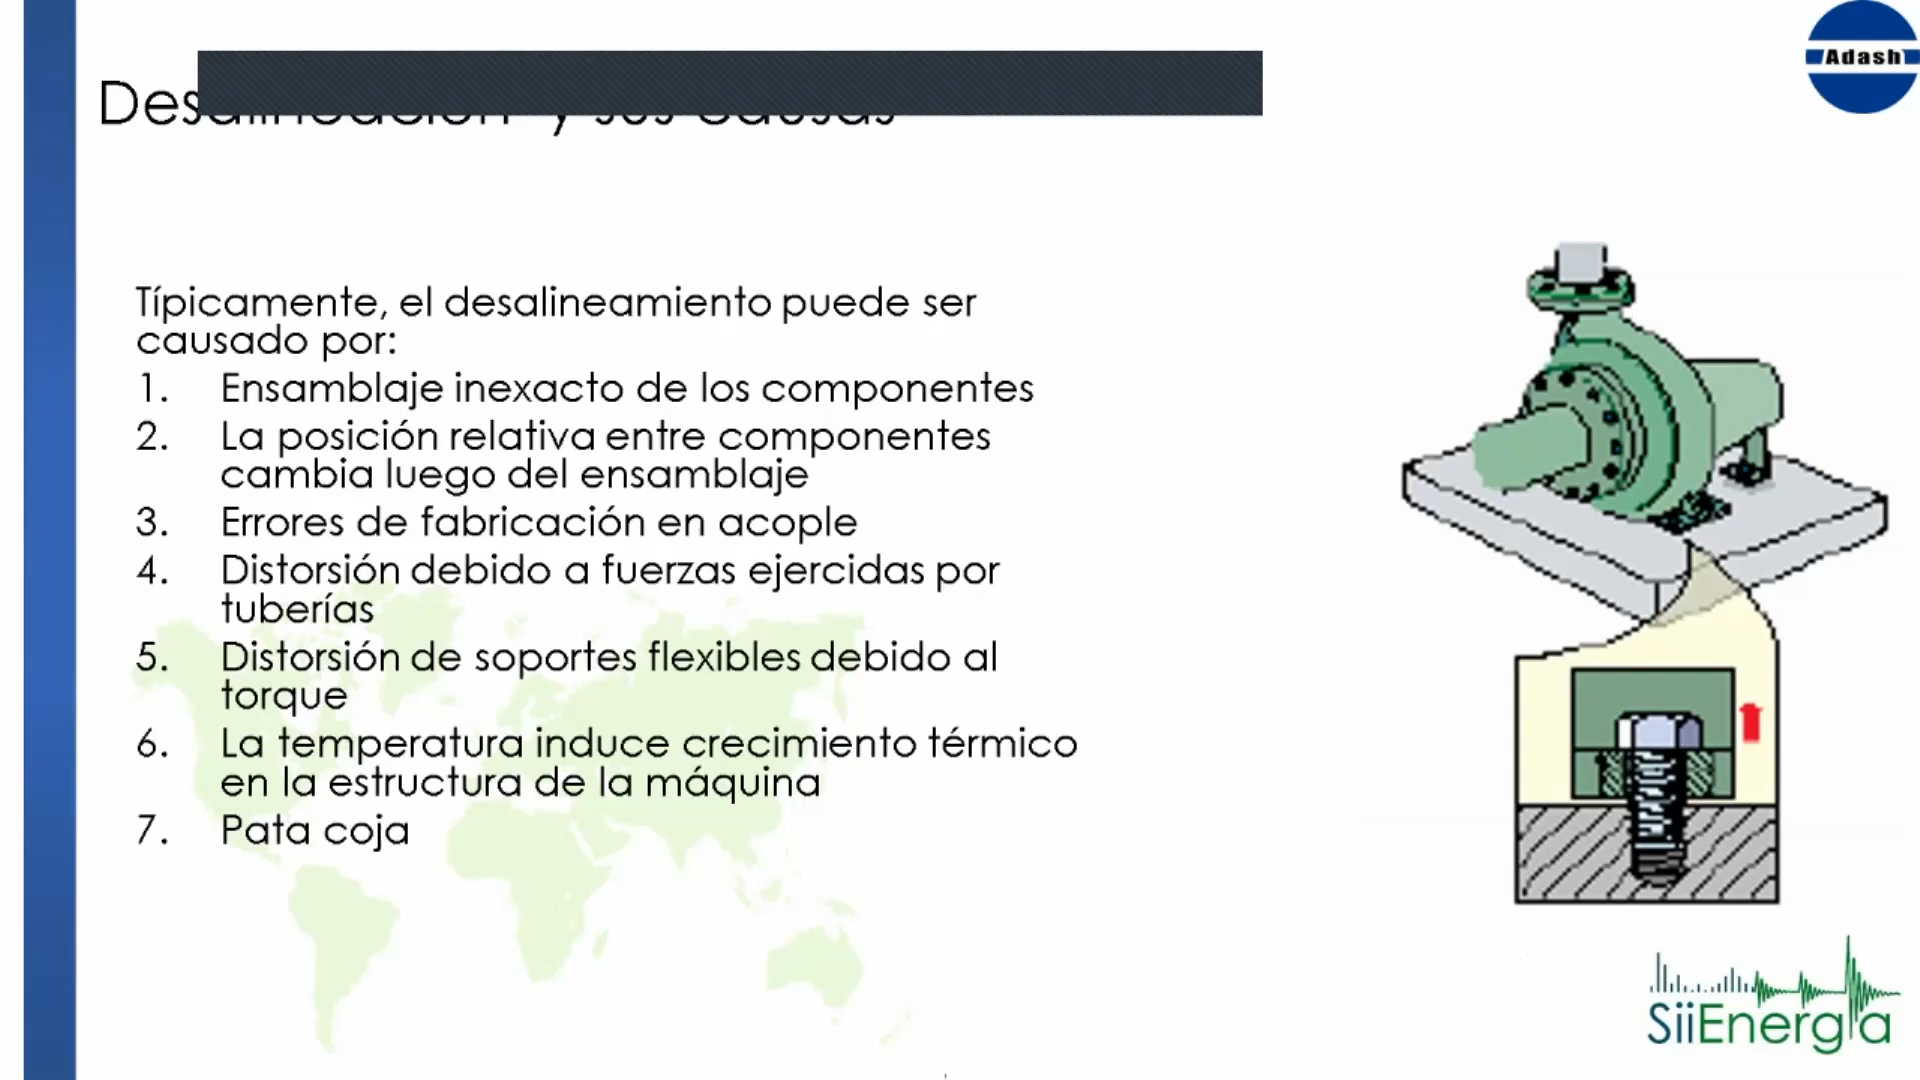 Desalineación y sus causas
Adash
Típicamente, el desalineamiento puede ser
causado por:
1. Ensamblaje inexacto de los componentes
2. La posición relativa entre componentes
cambia luego del ensamblaje
3. Errores de fabricación en acople
4. Distorsión debido a fuerzas ejercidas por
tuberías
5. Distorsión de soportes flexibles debido al
torque
6. La temperatura induce crecimiento térmico
en la estructura de la máquina
7. Pata coja
SiiEnergía